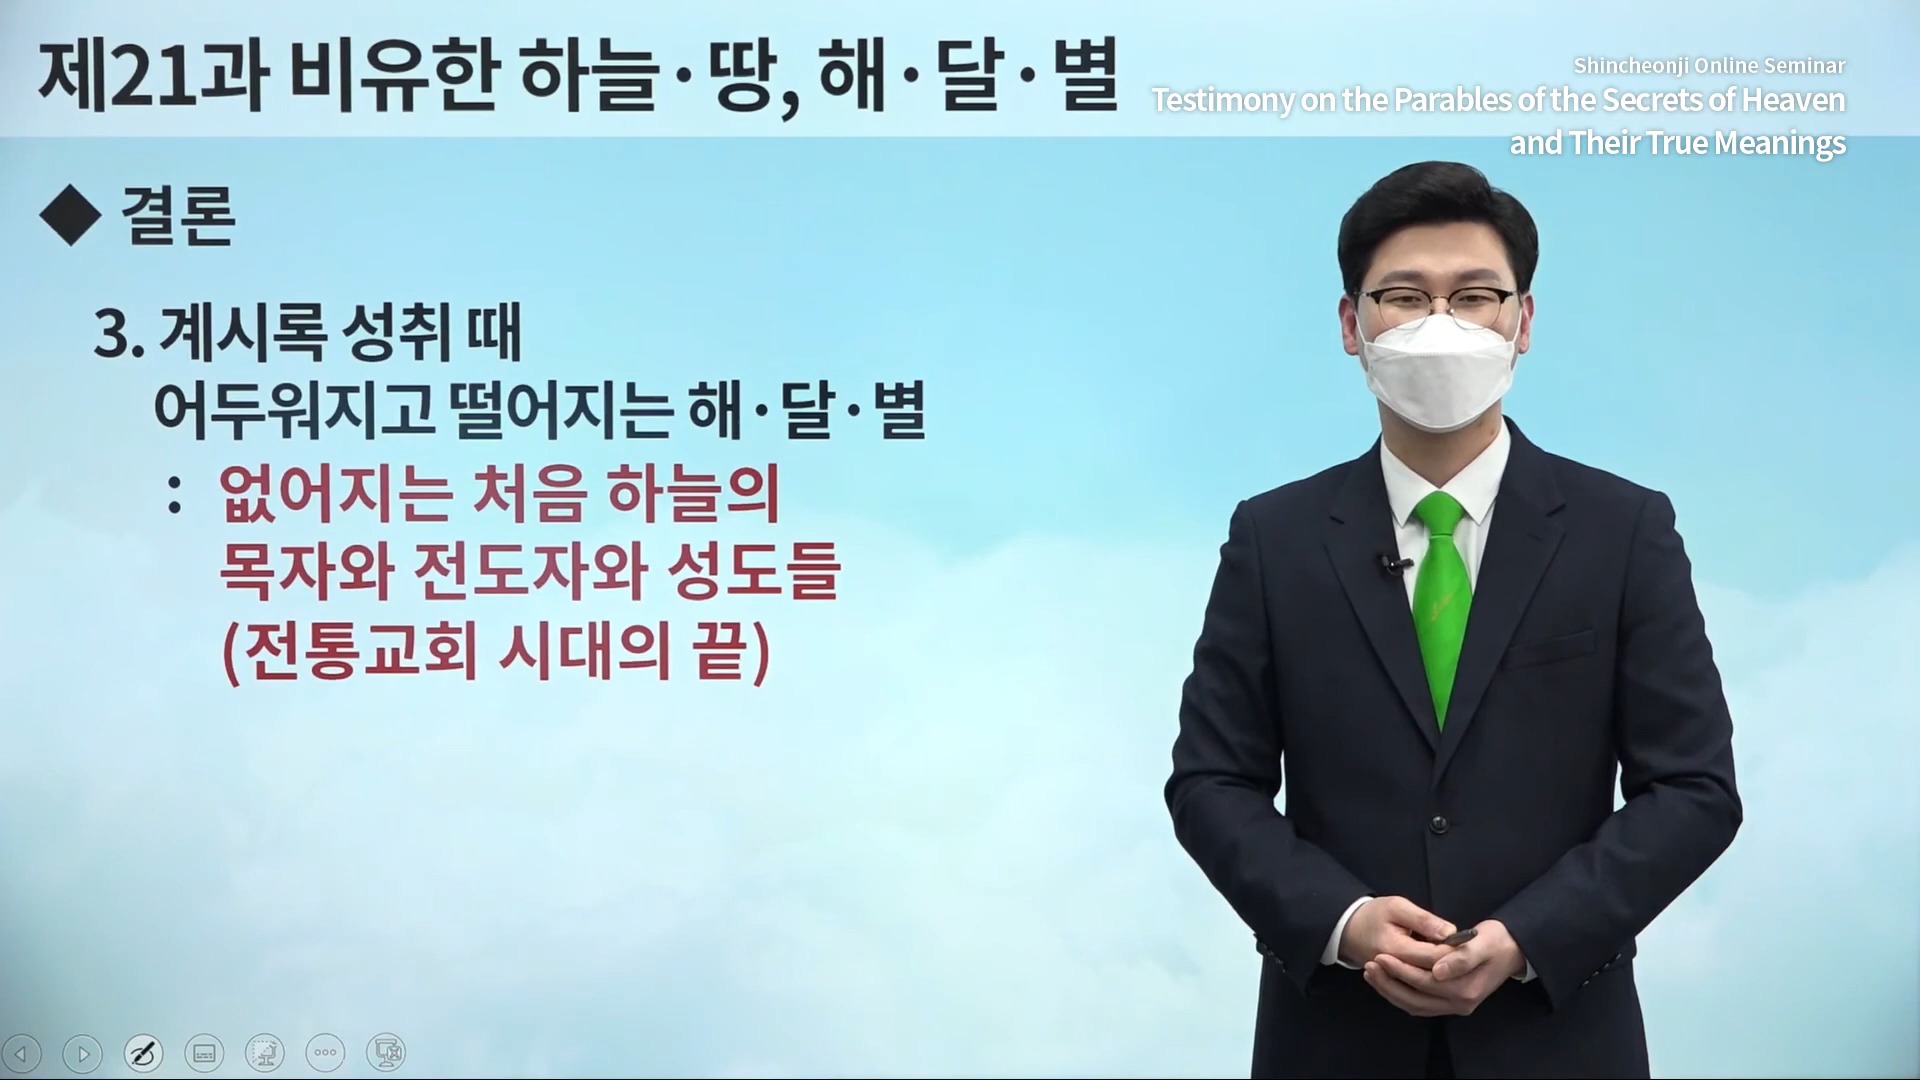 제21과 비유한 하늘·땅, 해·달·별
Shincheonji Online Seminar
Testimony on the Parables of the Secrets of Heaven
and Their True Meanings
◆ 결론
3. 계시록 성취 때
어두워지고 떨어지는 해·달·별
: 없어지는 처음 하늘의
목자와 전도자와 성도들
(전통교회 시대의 끝)